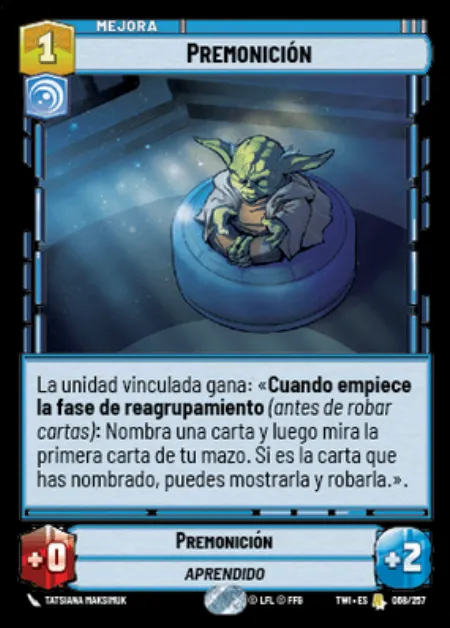 MEJORA
1
PREMONICIÓN
La unidad vinculada gana: «Cuando empiece
la fase de reagrupamiento (antes de robar
cartas): Nombra una carta y luego mira la
primera carta de tu mazo. Si es la carta que
has nombrado, puedes mostrarla y robarla.».
+0
PREMONICIÓN
+2
APRENDIDO
TATSIANA MAKSIMUK
© LFL © FFG
TWI•ES
068/257